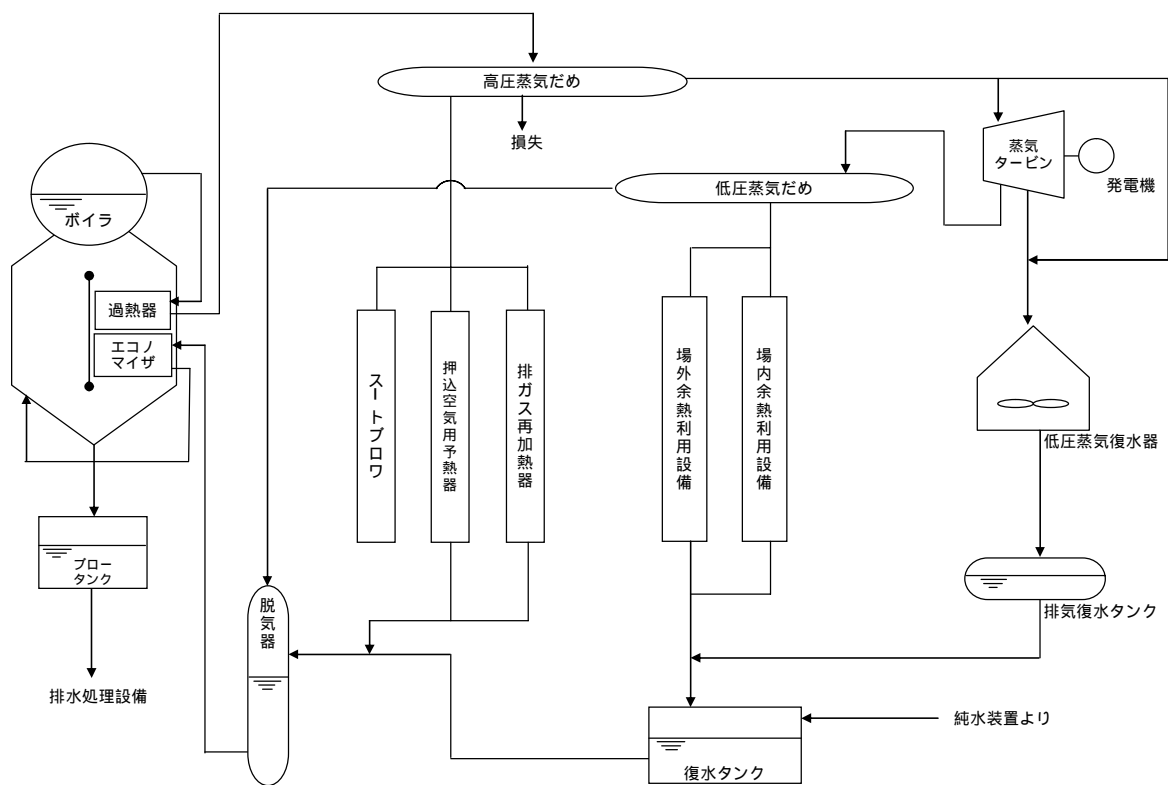 高圧蒸気だめ
損失
蒸気
タービン
発電機
低圧蒸気だめ
ボイラ
過熱器
エコノ
マイザ
スートブロワ
押込空気用予熱器
排ガス再加熱器
場外余熱利用設備
場内余熱利用設備
低圧蒸気復水器
ブロー
タンク
脱気器
排気復水タンク
排水処理設備
純水装置より
復水タンク